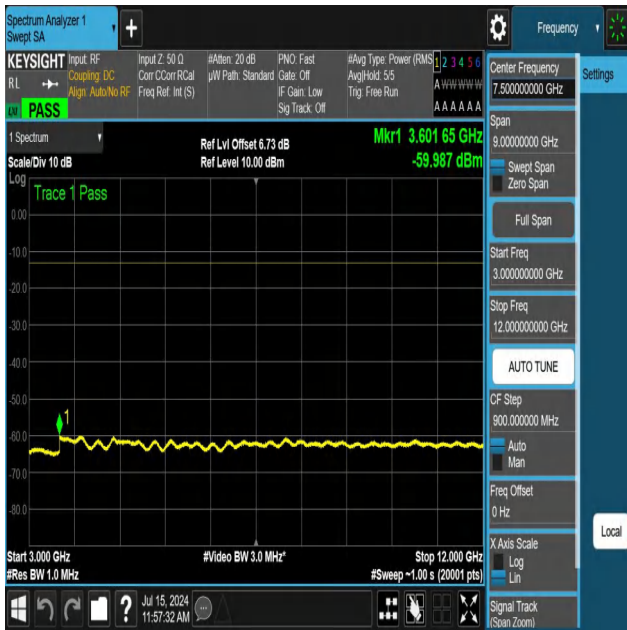 Spectrum Analyzer 1
Swept SA
+
Frequency
KEYSIGHT
RL
PASS
Input: RF
Coupling: DC
Align: Auto/No RF
Input Z: 50 Ω
Corr CCorr RCal
Freq Ref: Int (S)
#Atten: 20 dB
µW Path: Standard
PNO: Fast
Gate: Off
IF Gain: Low
Sig Track: Off
#Avg Type: Power (RMS
Avg|Hold: 5/5
Trig: Free Run
1 2 3 4 5 6
A W W W W W
A A A A A A
1 Spectrum
Scale/Div 10 dB
Ref Lvl Offset 6.73 dB
Ref Level 10.00 dBm
Mkr1 3.601 65 GHz
-59.987 dBm
Log
Trace 1 Pass
0.00
-10.0
-20.0
-30.0
-40.0
-50.0
-60.0
-70.0
-80.0
1
Start 3.000 GHz
#Res BW 1.0 MHz
#Video BW 3.0 MHz*
Stop 12.000 GHz
#Sweep ~1.00 s (20001 pts)
?
Jul 15, 2024
11:57:32 AM
Center Frequency
7.500000000 GHz
Settings
Span
9.00000000 GHz
Swept Span
Zero Span
Full Span
Start Freq
3.000000000 GHz
Stop Freq
12.000000000 GHz
AUTO TUNE
CF Step
900.000000 MHz
Auto
Man
Freq Offset
0 Hz
X Axis Scale
Log
Lin
Local
Signal Track
(Span Zoom)